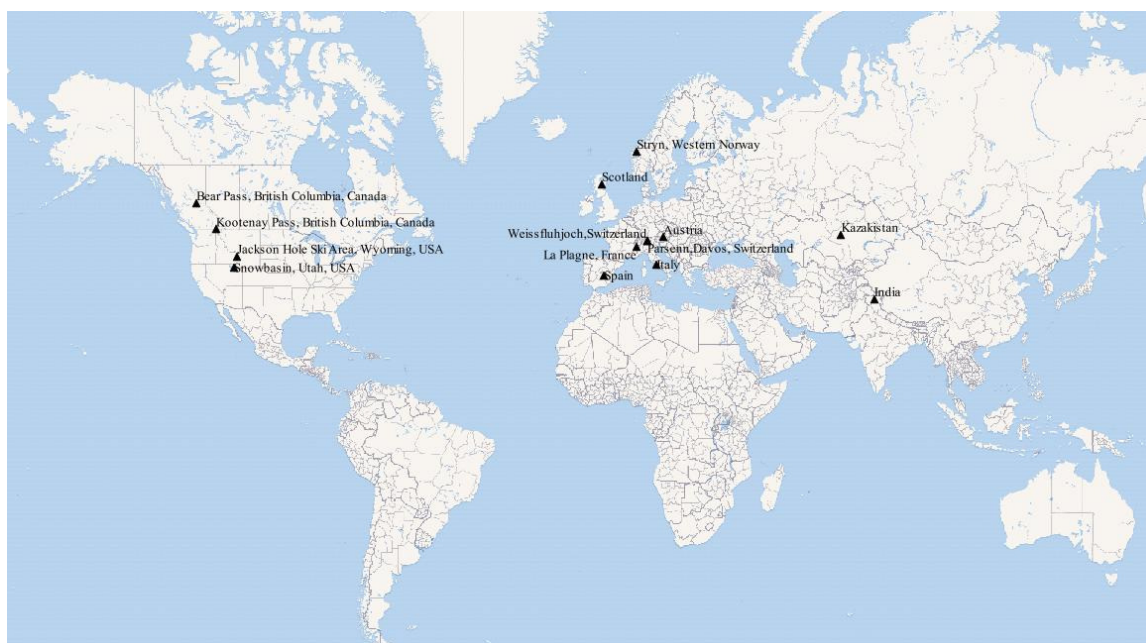 Stryn, Western Norway
Scotland
Bear Pass, British Columbia, Canada
Kootenay Pass, British Columbia, Canada
Kazakistan
Weissfluhjoch,Switzerland
Austria
Jackson Hole Ski Area, Wyoming, USA
Parsenn,Davos, Switzerland
La Plagne, France
Snowbasin, Utah, USA
Italy
Spain
India